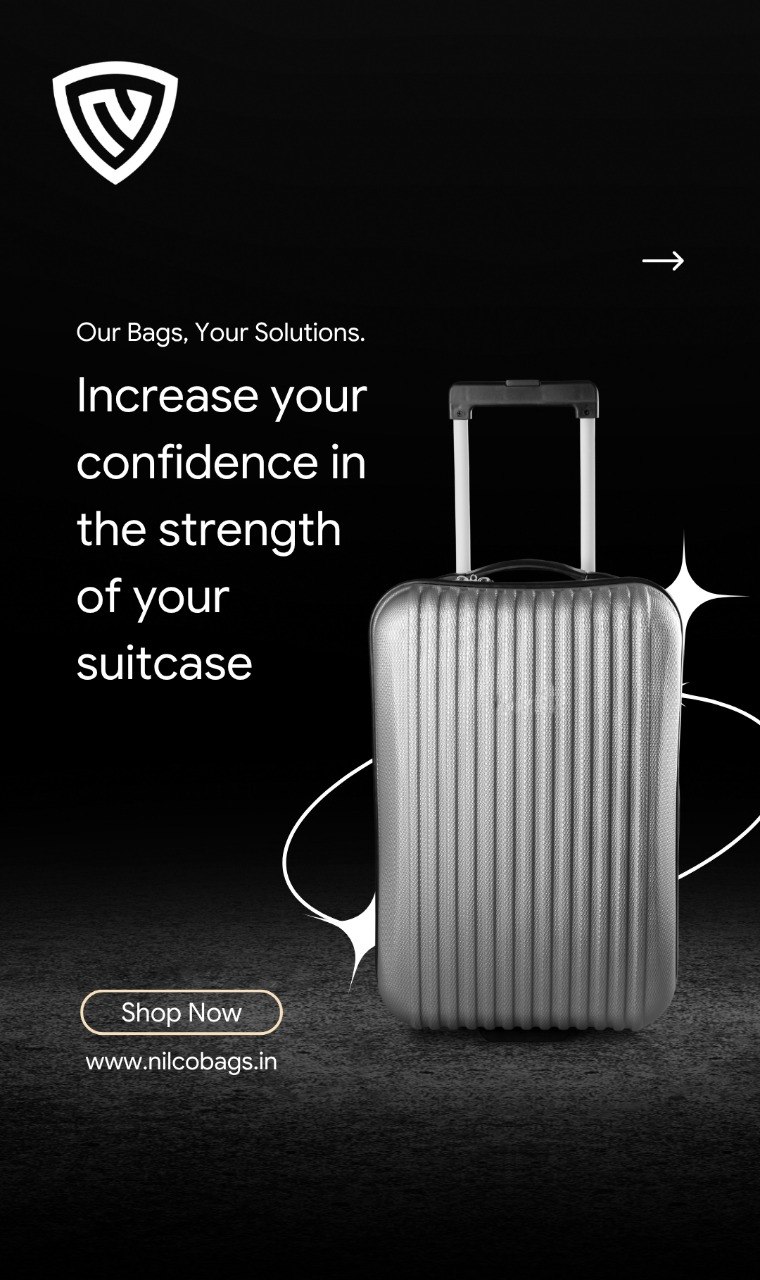 Our Bags, Your Solutions.
Increase your
confidence in
the strength
of your
suitcase
Shop Now
www.nilcobags.in